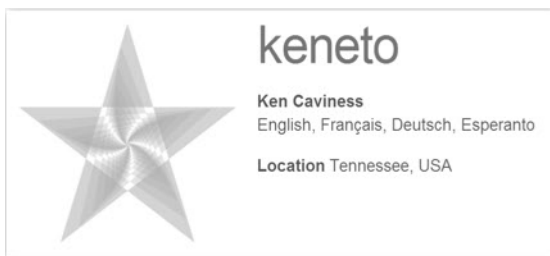 keneto
Ken Caviness
English, Français, Deutsch, Esperanto
Location Tennessee, USA